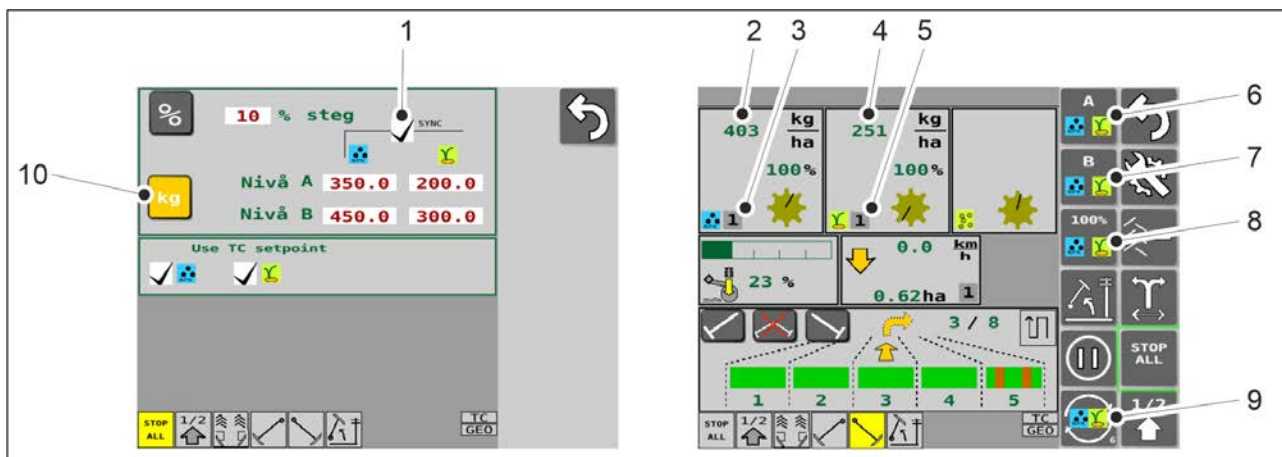 1
2
3
4
5
6
7
8
9
10
%
10 % steg
SYNC
kg
Nivå A 350.0 200.0
Nivå B 450.0 300.0
Use TC setpoint
STOP ALL
1/2
TC
GEO
403 kg/ha
100%
1
251 kg/ha
100%
1
23 %
0.0 km/h
0.62ha 1
3 / 8
1 2 3 4 5
STOP ALL
1/2
TC
GEO
A
B
100%
STOP ALL
1/2
6